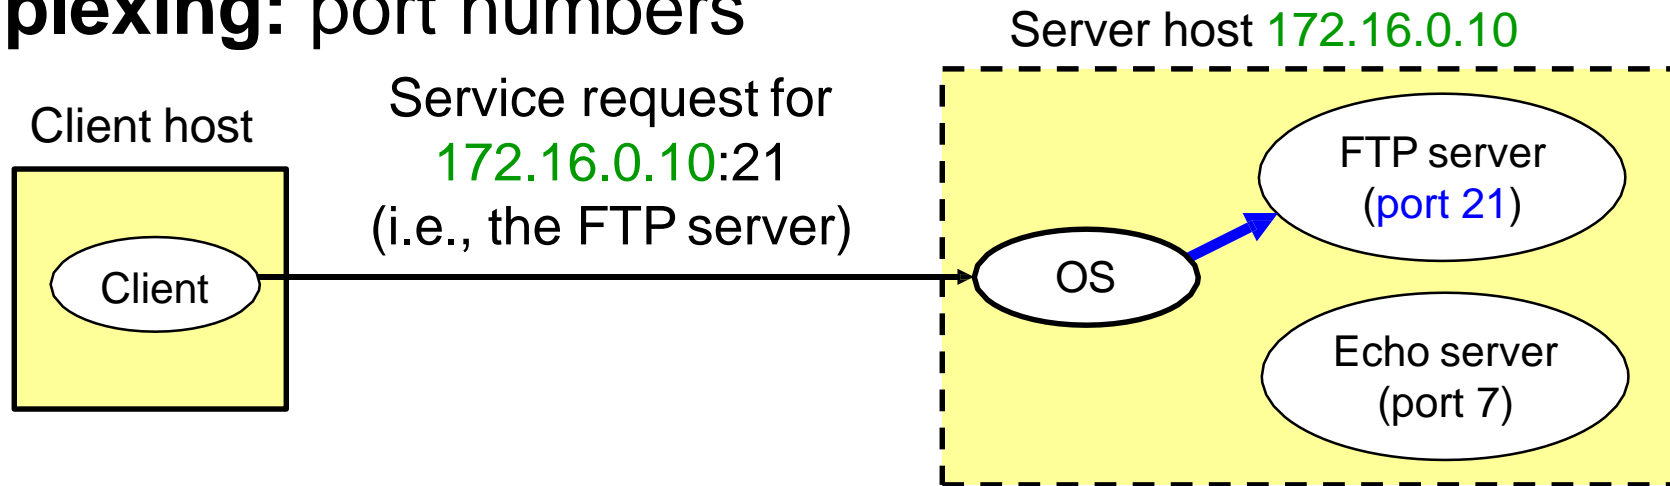 plexing: port numbers
Server host 172.16.0.10
Client host
Service request for
172.16.0.10:21
(i.e., the FTP server)
Client
OS
FTP server
(port 21)
Echo server
(port 7)